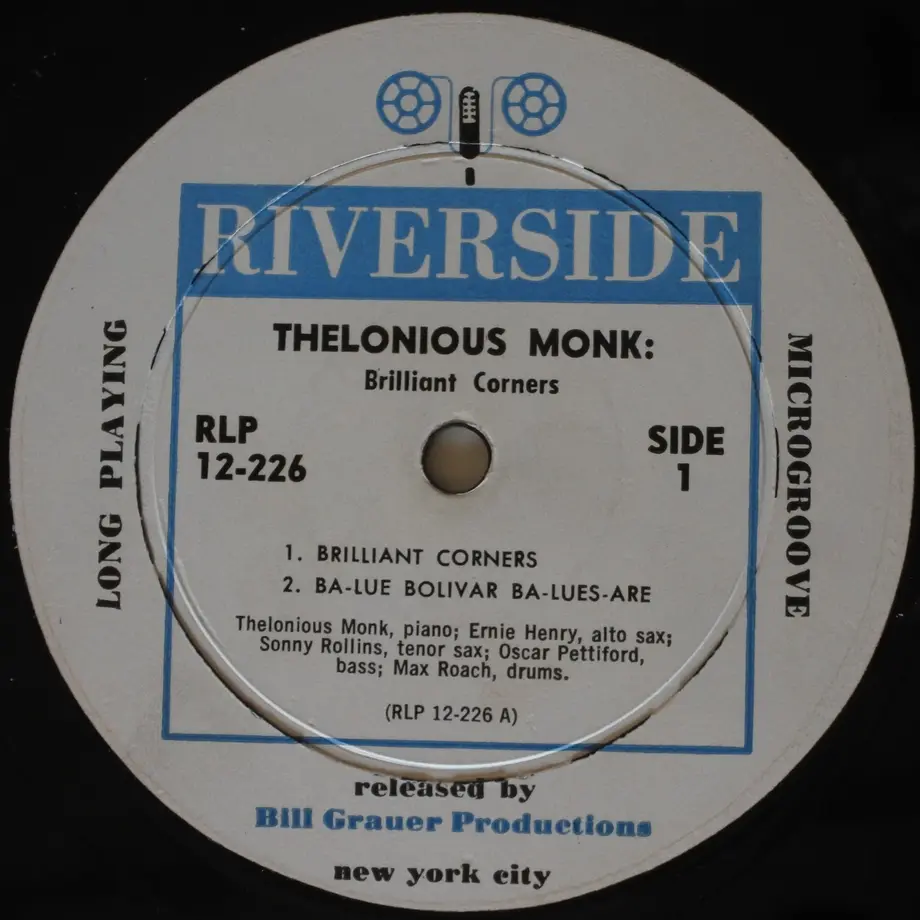 RIVERSIDE
THELONIOUS MONK:
Brilliant Corners
LONG PLAYING
RLP
12-226
SIDE
1
MICROGROOVE
1. BRILLIANT CORNERS
2. BA-LUE BOLIVAR BA-LUES-ARE
Thelonious Monk, piano; Ernie Henry, alto sax;
Sonny Rollins, tenor sax; Oscar Pettiford,
bass; Max Roach, drums.
(RLP 12-226 A)
released by
Bill Grauer Productions
new york city